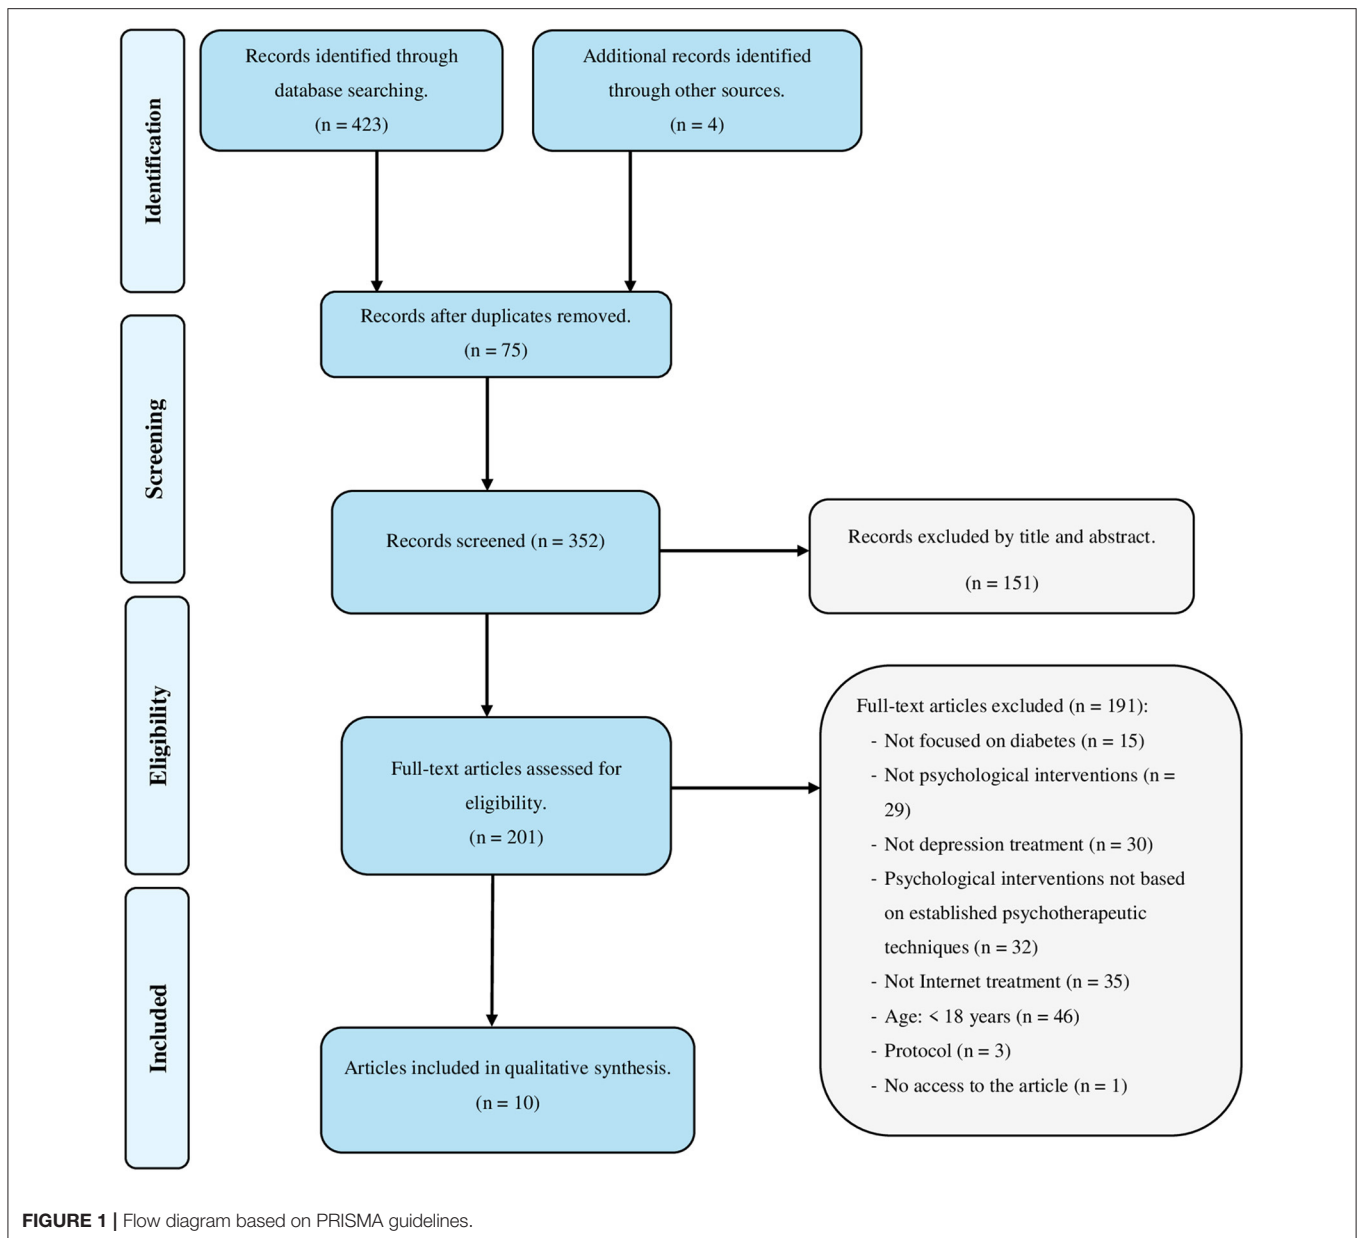 Identification
Records identified through
database searching.
(n = 423)
Additional records identified
through other sources.
(n = 4)
Screening
Records after duplicates removed.
(n = 75)
Records screened (n = 352)
Records excluded by title and abstract.
(n = 151)
Eligibility
Full-text articles assessed for
eligibility.
(n = 201)
Full-text articles excluded (n = 191):
- Not focused on diabetes (n = 15)
- Not psychological interventions (n =
29)
- Not depression treatment (n = 30)
- Psychological interventions not based
on established psychotherapeutic
techniques (n = 32)
- Not Internet treatment (n = 35)
- Age: < 18 years (n = 46)
- Protocol (n = 3)
- No access to the article (n = 1)
Included
Articles included in qualitative synthesis.
(n = 10)
FIGURE 1 | Flow diagram based on PRISMA guidelines.